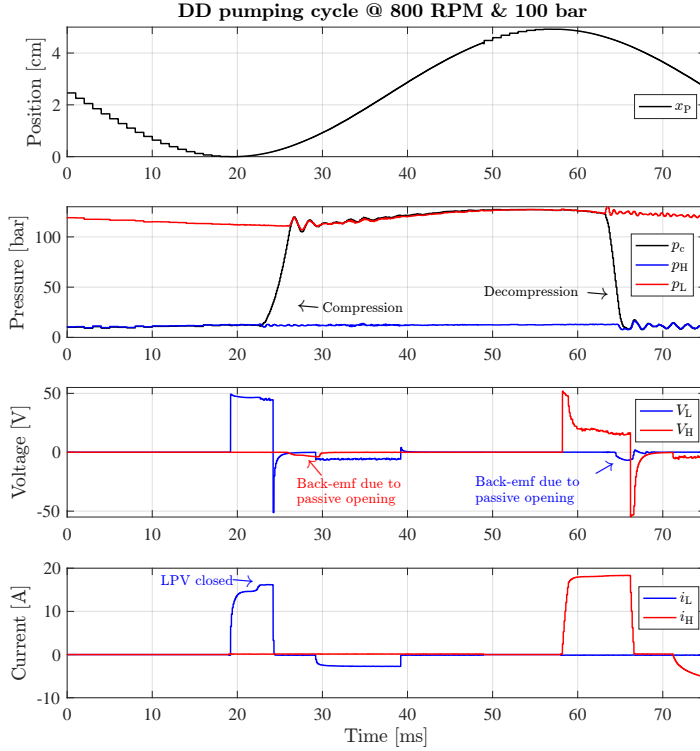 DD pumping cycle @ 800 RPM & 100 bar
Position [cm]
4
2
0
x_P
0 10 20 30 40 50 60 70
Pressure [bar]
100
50
0
p_c
p_H
p_L
Compression
Decompression
0 10 20 30 40 50 60 70
Voltage [V]
50
0
-50
V_L
V_H
Back-emf due to
passive opening
Back-emf due to
passive opening
0 10 20 30 40 50 60 70
Current [A]
20
10
0
-10
LPV closed
i_L
i_H
0 10 20 30 40 50 60 70
Time [ms]